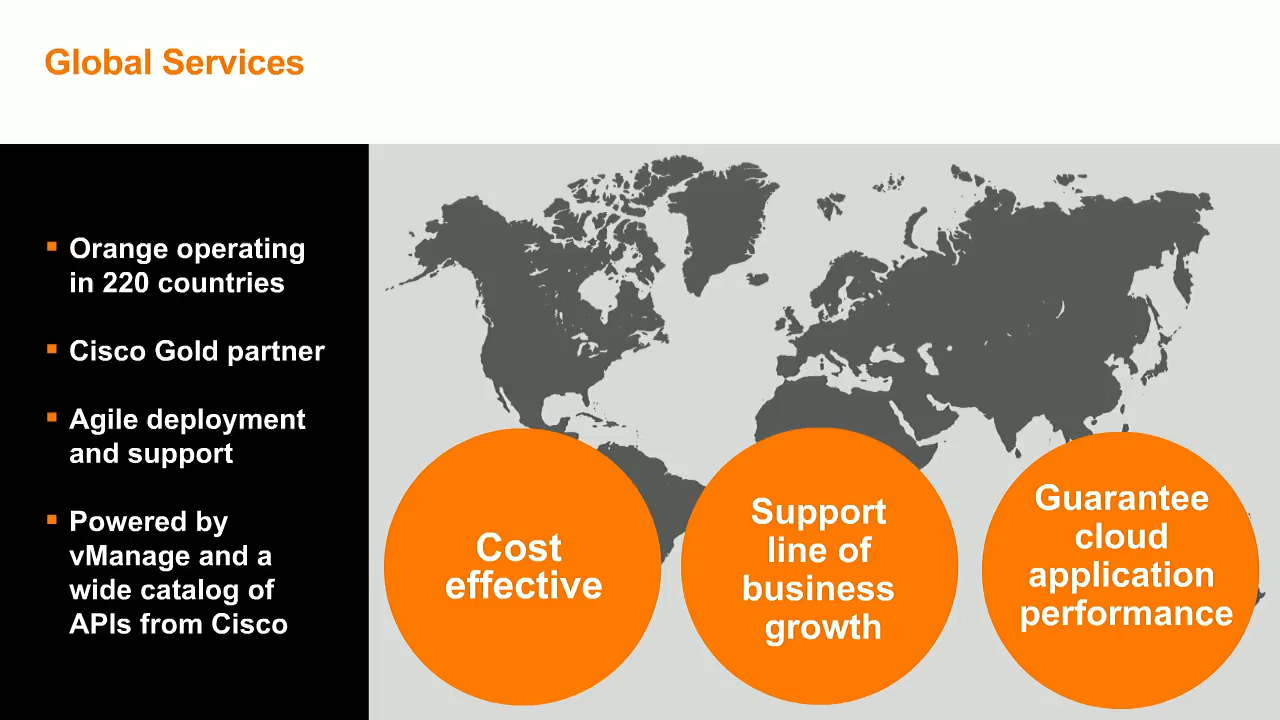 Global Services
Orange operating
in 220 countries
Cisco Gold partner
Agile deployment
and support
Powered by
vManage and a
wide catalog of
APIs from Cisco
Cost
effective
Support
line of
business
growth
Guarantee
cloud
application
performance